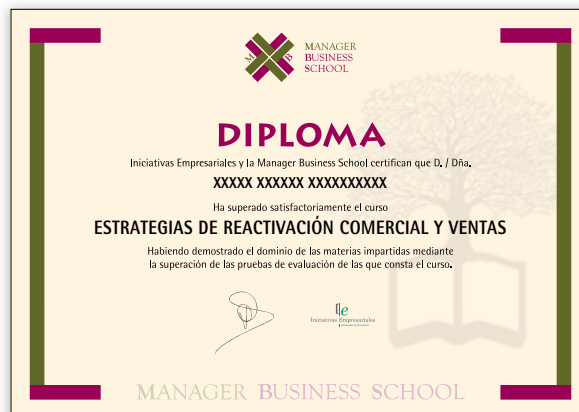 M B
MANAGER
BUSINESS
SCHOOL
DIPLOMA
Iniciativas Empresariales y la Manager Business School certifican que D. / Dña.
XXXXX XXXXXX XXXXXXXXXX
Ha superado satisfactoriamente el curso
ESTRATEGIAS DE REACTIVACIÓN COMERCIAL Y VENTAS
Habiendo demostrado el dominio de las materias impartidas mediante
la superación de las pruebas de evaluación de las que consta el curso.
Iniciativas Empresariales
MANAGER BUSINESS SCHOOL